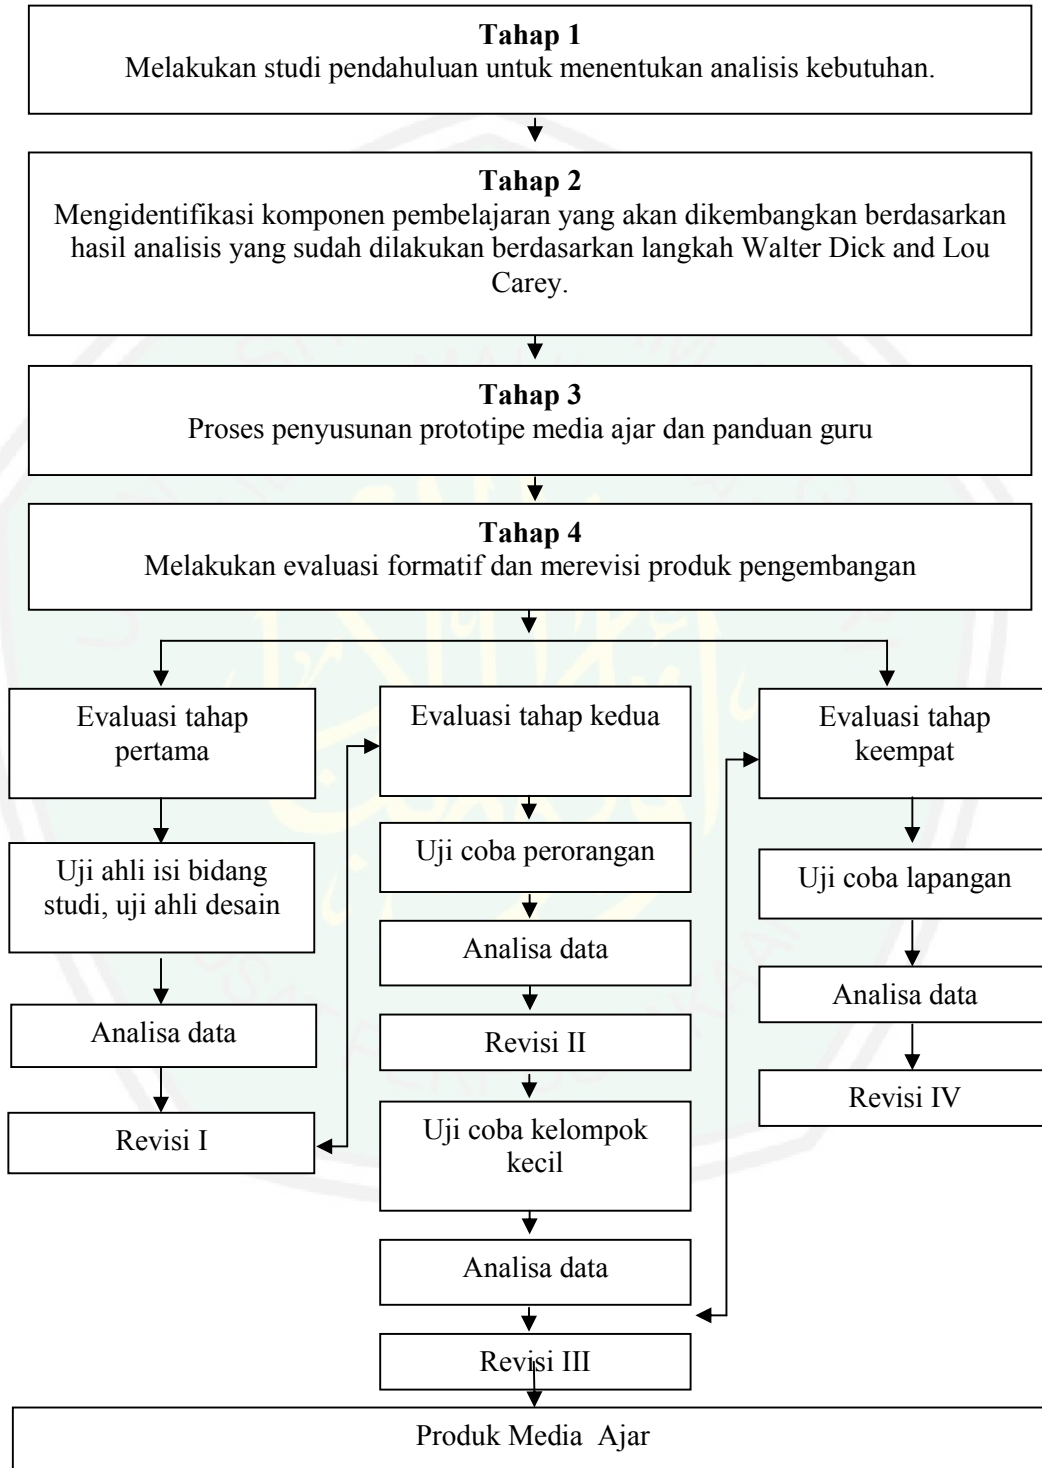 Tahap 1
Melakukan studi pendahuluan untuk menentukan analisis kebutuhan.
Tahap 2
Mengidentifikasi komponen pembelajaran yang akan dikembangkan berdasarkan
hasil analisis yang sudah dilakukan berdasarkan langkah Walter Dick and Lou
Carey.
Tahap 3
Proses penyusunan prototipe media ajar dan panduan guru
Tahap 4
Melakukan evaluasi formatif dan merevisi produk pengembangan
Evaluasi tahap
pertama
Uji ahli isi bidang
studi, uji ahli desain
Analisa data
Revisi I
Evaluasi tahap kedua
Uji coba perorangan
Analisa data
Revisi II
Uji coba kelompok
kecil
Analisa data
Revisi III
Evaluasi tahap
keempat
Uji coba lapangan
Analisa data
Revisi IV
Produk Media  Ajar